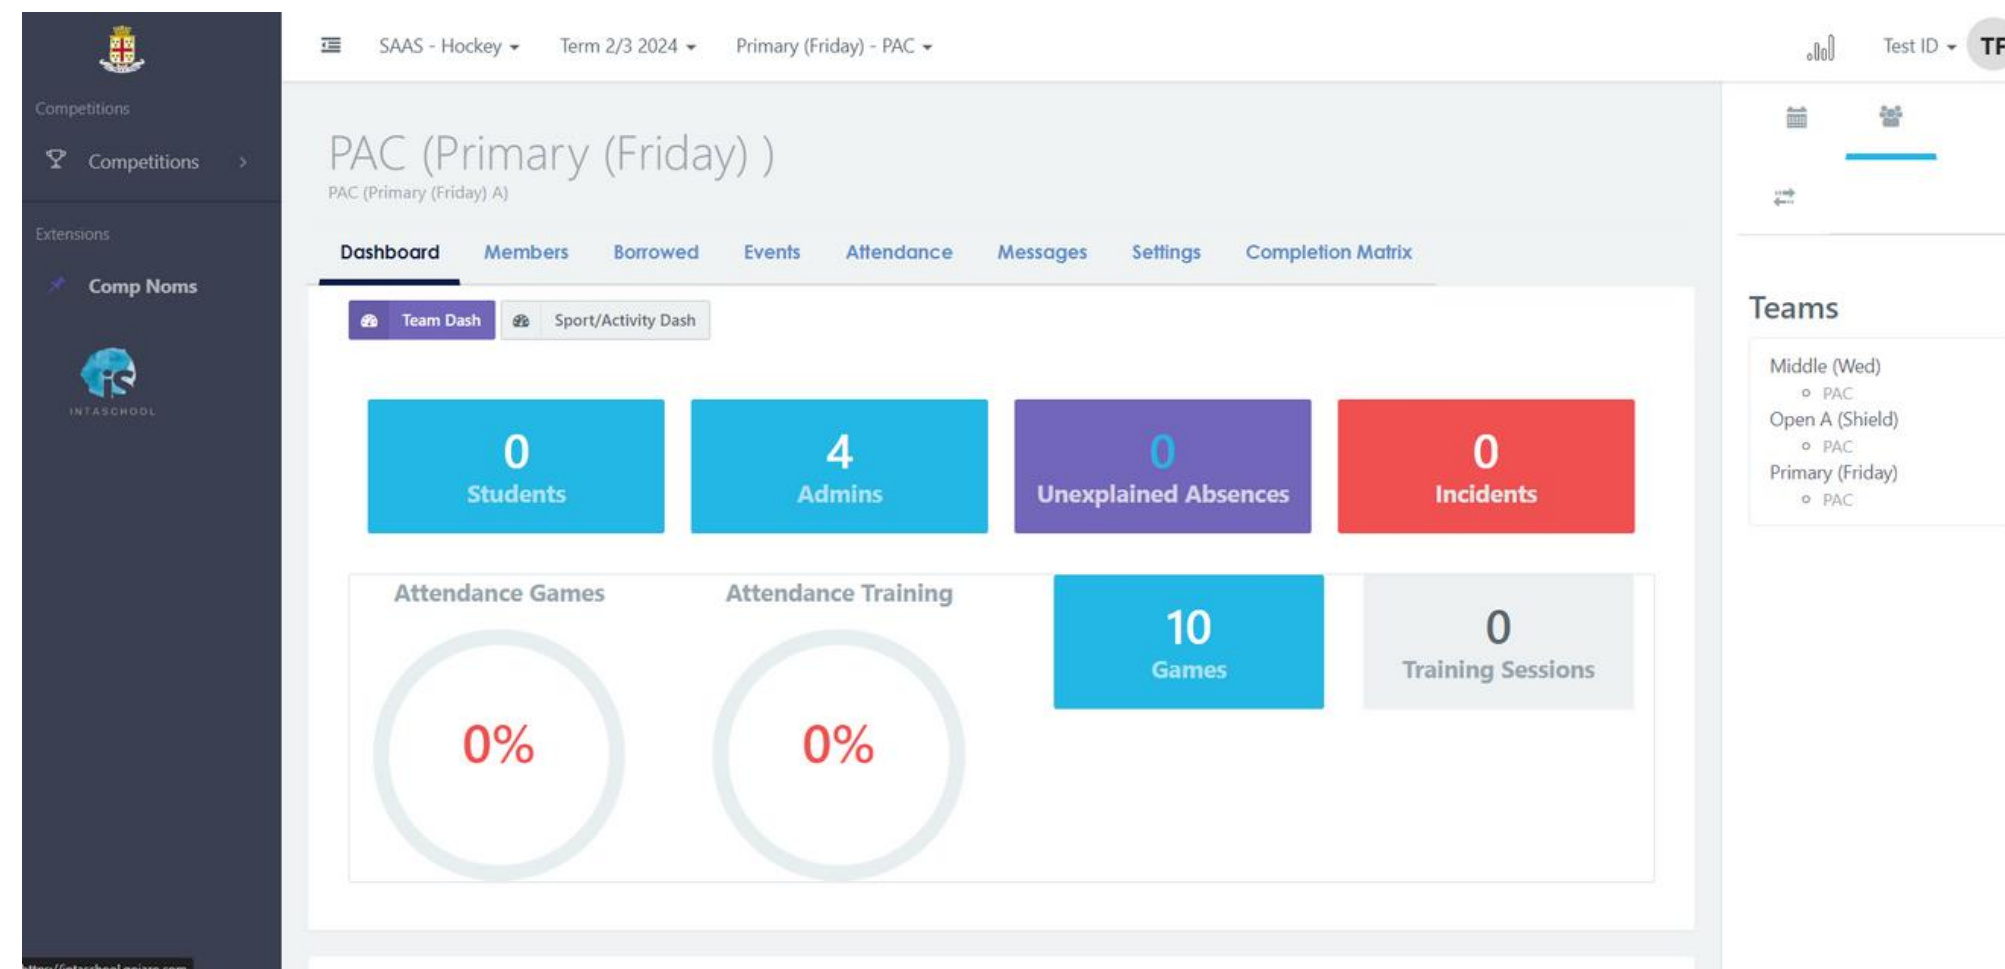 SAAS - Hockey Term 2/3 2024 Primary (Friday) - PAC Test ID
Competitions
Competitions
Extensions
Comp Noms
INTASCHOOL
PAC (Primary (Friday) )
PAC (Primary (Friday) A)
Dashboard Members Borrowed Events Attendance Messages Settings Completion Matrix
Team Dash Sport/Activity Dash
0 4 0 0
Students Admins Unexplained Absences Incidents
Attendance Games Attendance Training
10 0
Games Training Sessions
0% 0%
Teams
Middle (Wed)
PAC
Open A (Shield)
PAC
Primary (Friday)
PAC